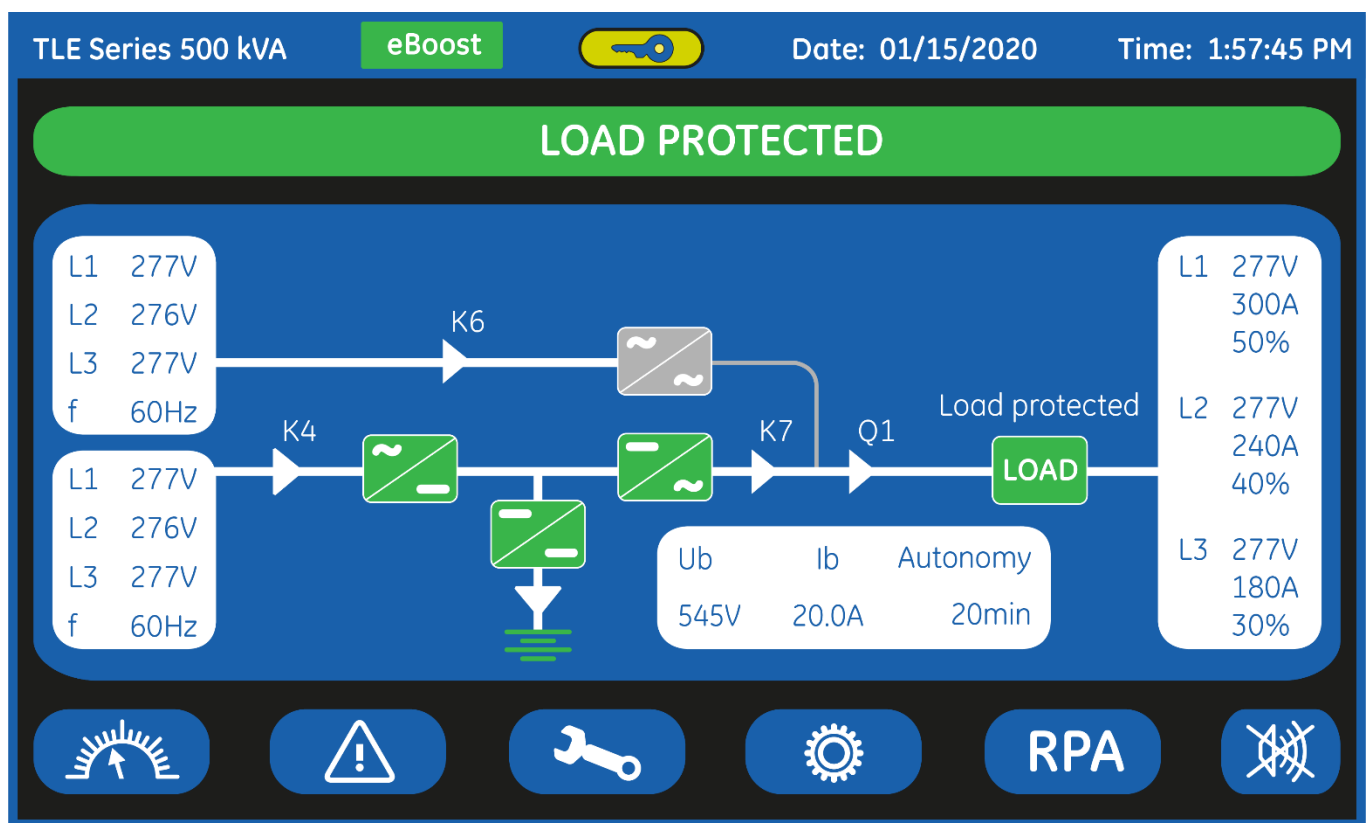 TLE Series 500 kVA eBoost Date: 01/15/2020 Time: 1:57:45 PM
LOAD PROTECTED
L1 277V
L2 276V
L3 277V
f 60Hz
K6
L1 277V
L2 276V
L3 277V
f 60Hz
K4
K7
Q1
Load protected
LOAD
Ub Ib Autonomy
545V 20.0A 20min
L1 277V
300A
50%
L2 277V
240A
40%
L3 277V
180A
30%
RPA